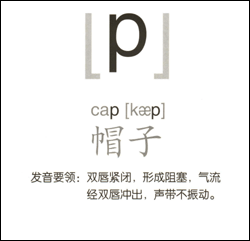 [p]
cap [kæp]
帽子
发音要领：双唇紧闭，形成阻塞，气流
经双唇冲出，声带不振动。